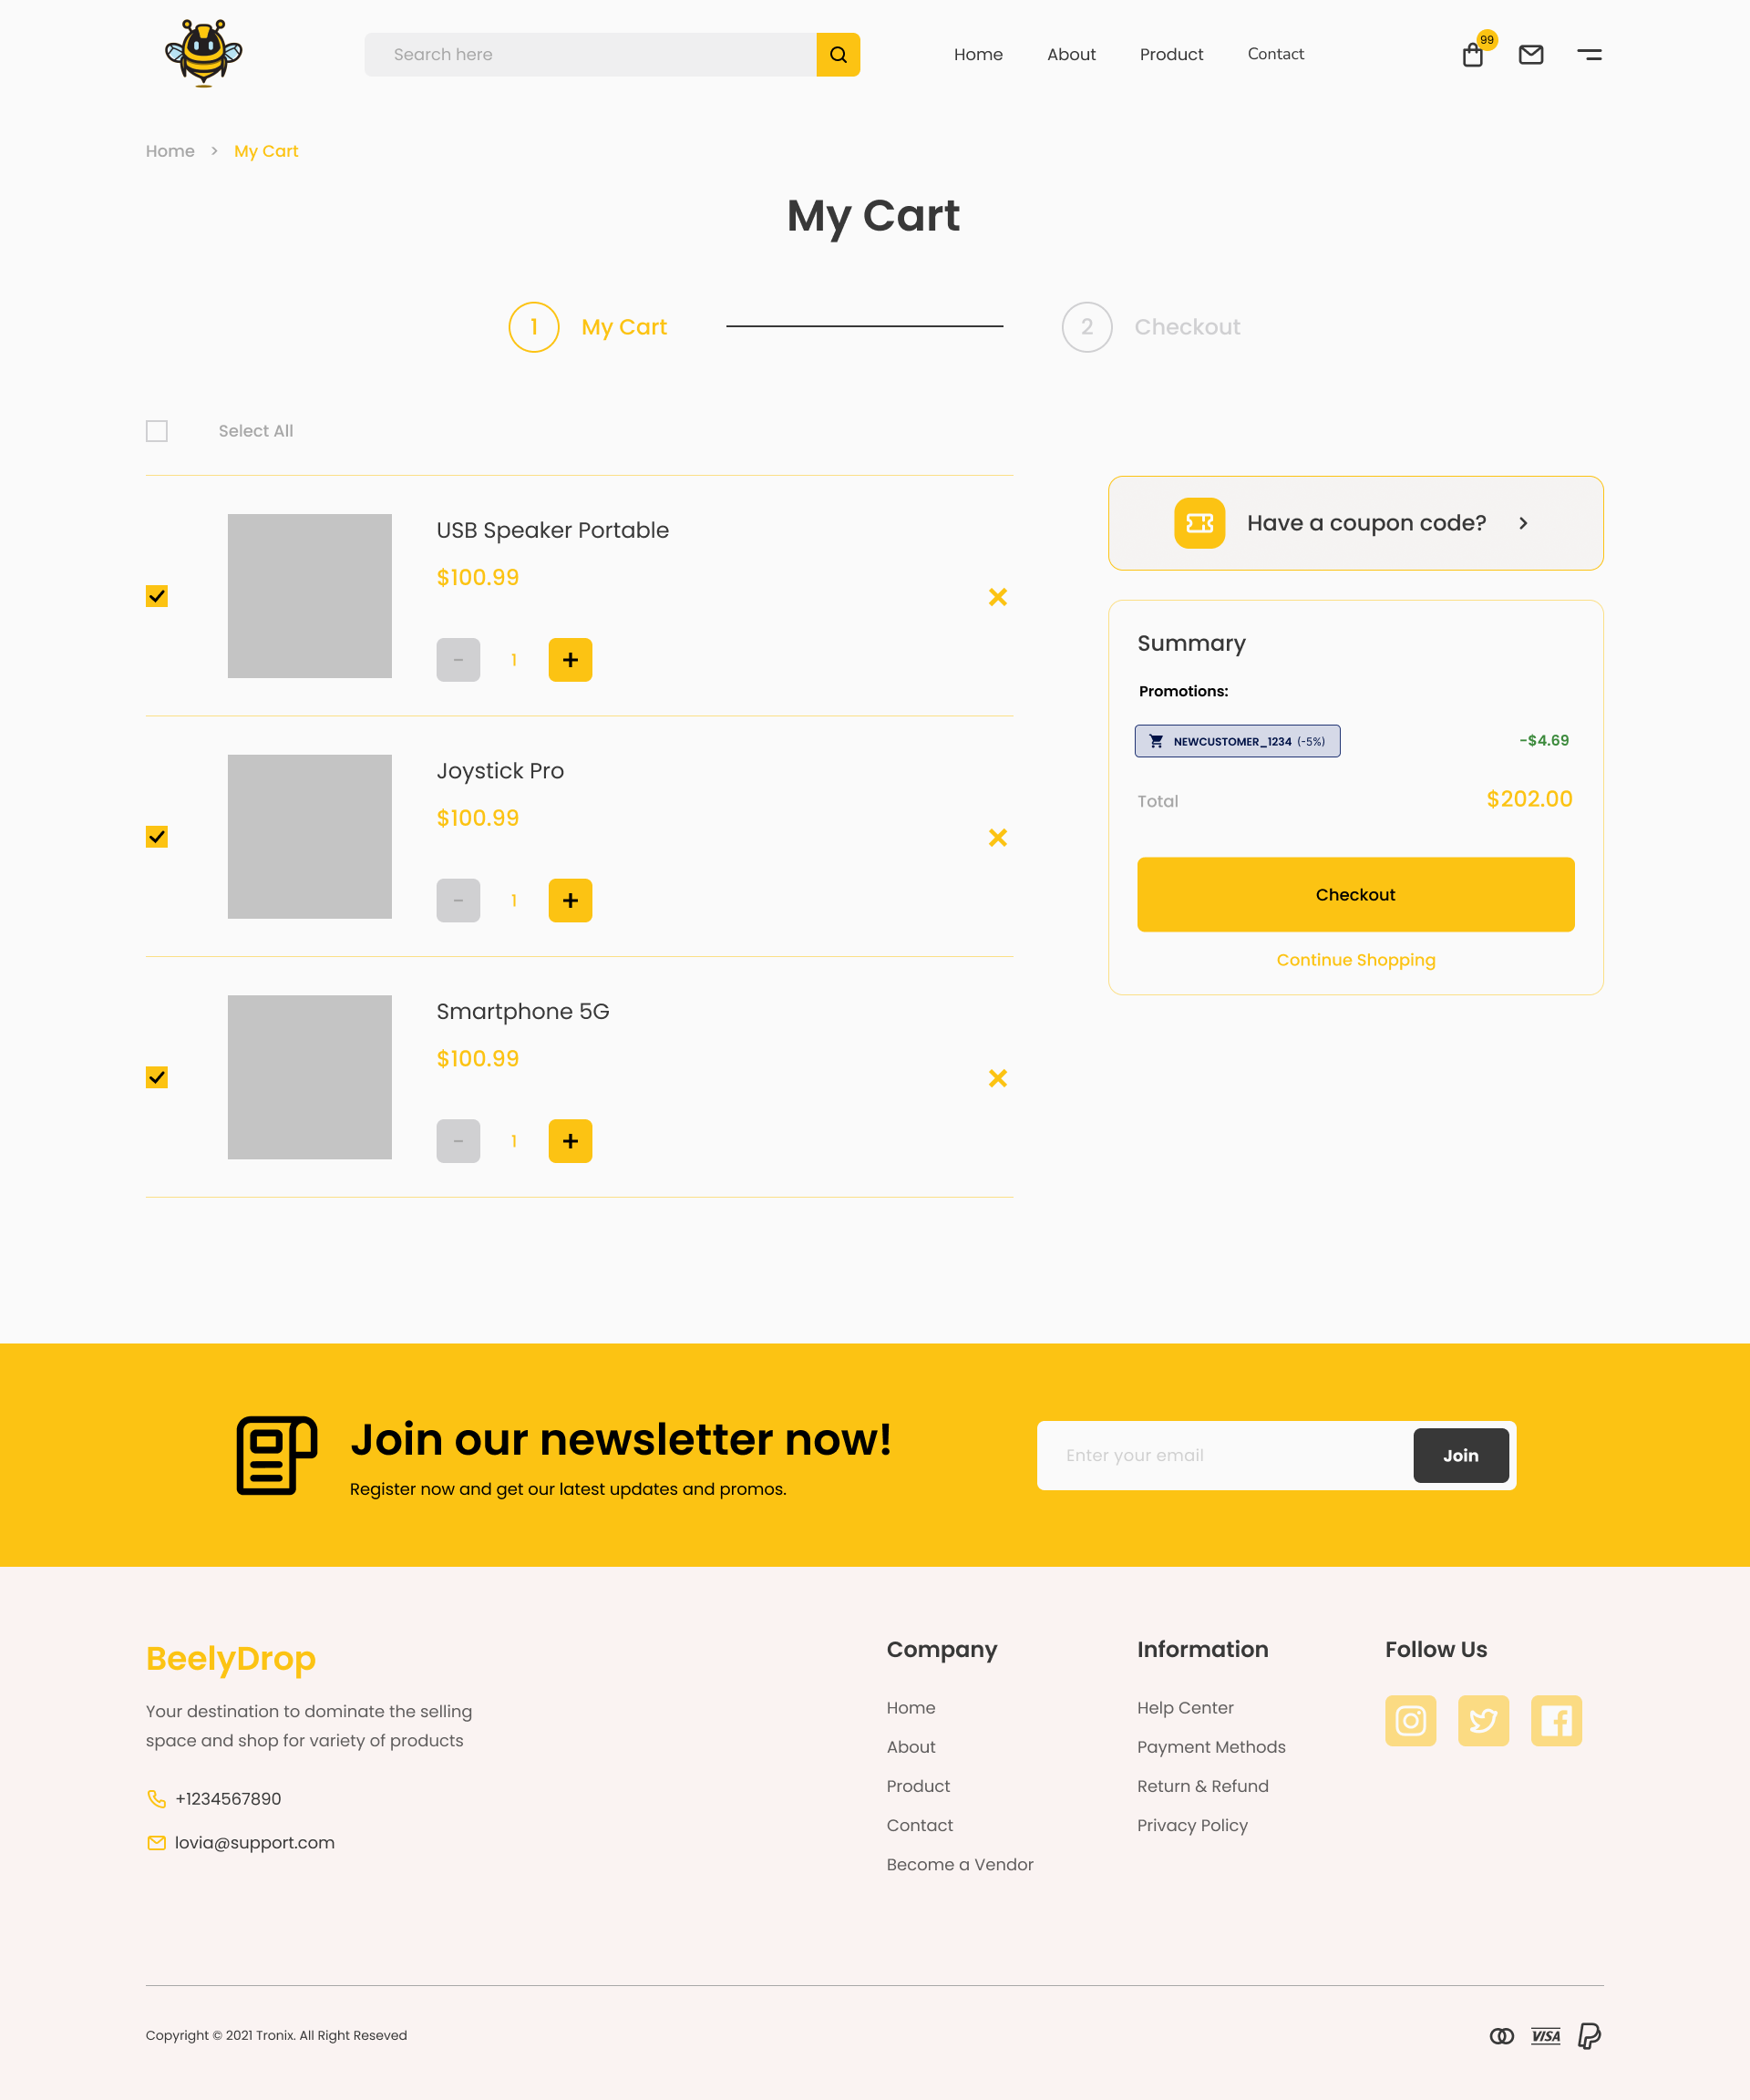 Search here
Home
About
Product
Contact
99
Home > My Cart
My Cart
1 My Cart
2 Checkout
Select All
USB Speaker Portable
$100.99
- 1 +
Joystick Pro
$100.99
- 1 +
Smartphone 5G
$100.99
- 1 +
Have a coupon code? >
Summary
Promotions:
NEWCUSTOMER_1234 (-5%) -$4.69
Total $202.00
Checkout
Continue Shopping
Join our newsletter now!
Register now and get our latest updates and promos.
Enter your email
Join
BeelyDrop
Your destination to dominate the selling
space and shop for variety of products
+1234567890
lovia@support.com
Company
Home
About
Product
Contact
Become a Vendor
Information
Help Center
Payment Methods
Return & Refund
Privacy Policy
Follow Us
Copyright © 2021 Tronix. All Right Reseved
VISA